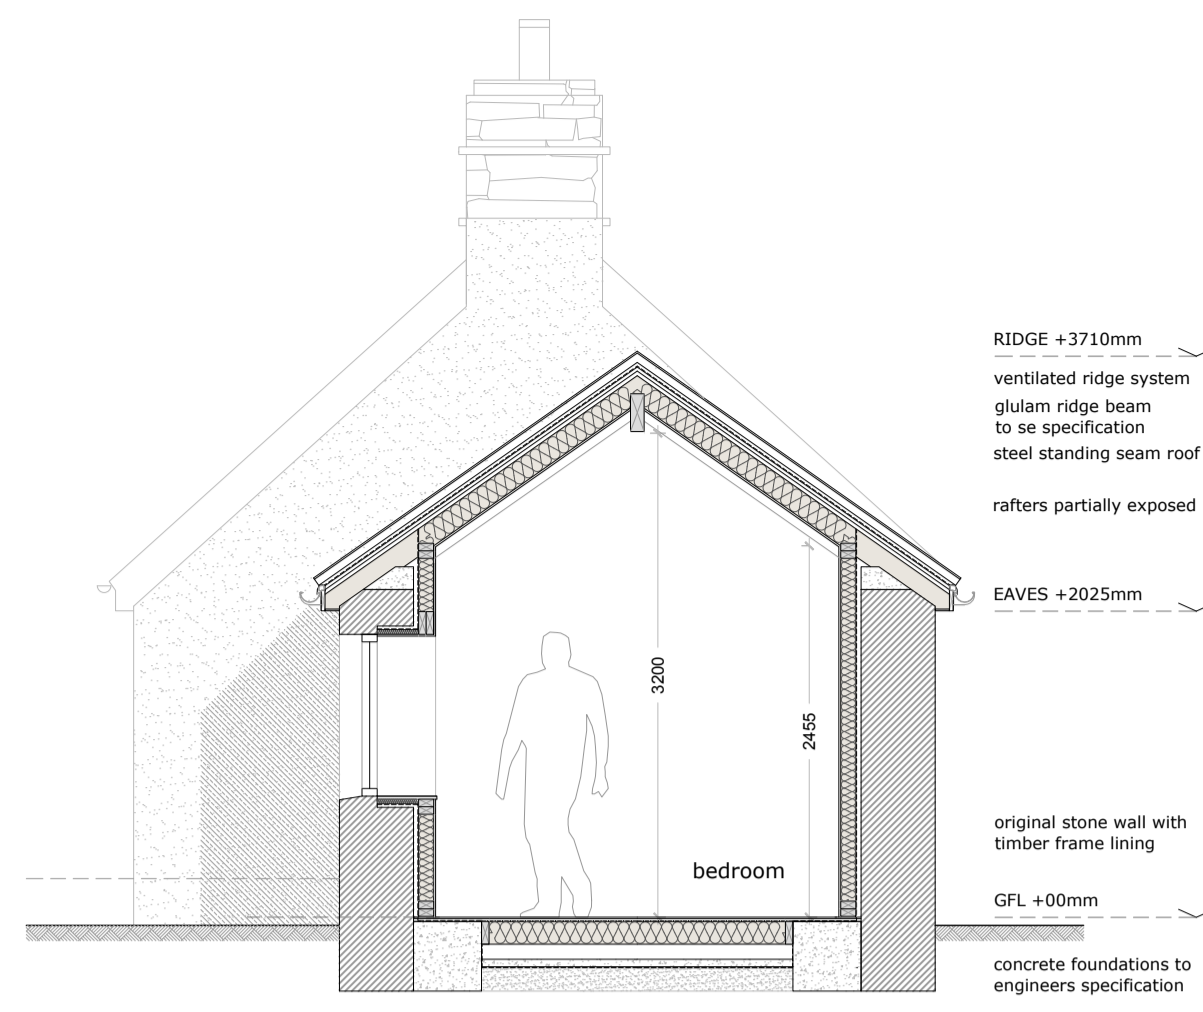 RIDGE +3710mm
ventilated ridge system
glulam ridge beam
to se specification
steel standing seam roof
rafters partially exposed
EAVES +2025mm
3200
2455
original stone wall with
timber frame lining
bedroom
GFL +00mm
concrete foundations to
engineers specification